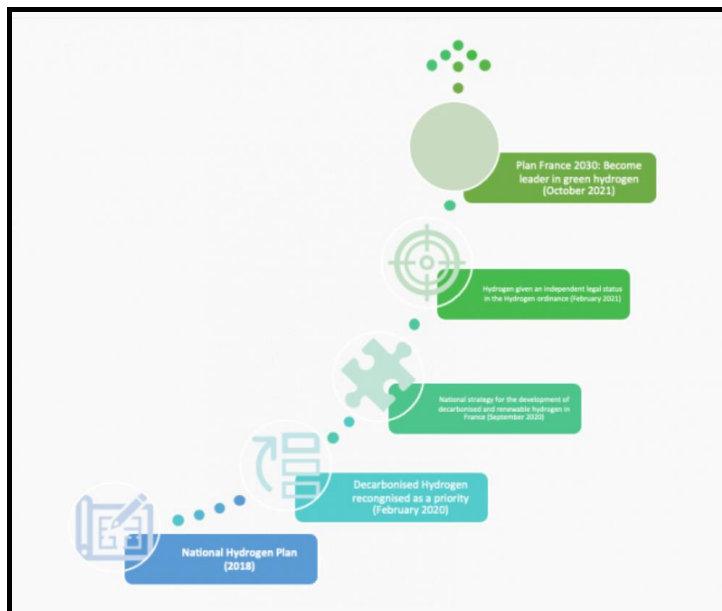 Plan France 2030: Become
leader in green hydrogen
(October 2021)
Hydrogen given an independent legal status
in the Hydrogen ordinance (February 2021)
National strategy for the development of
decarbonised and renewable hydrogen in
France (September 2020)
Decarbonised Hydrogen
recongnised as a priority
(February 2020)
National Hydrogen Plan
(2018)